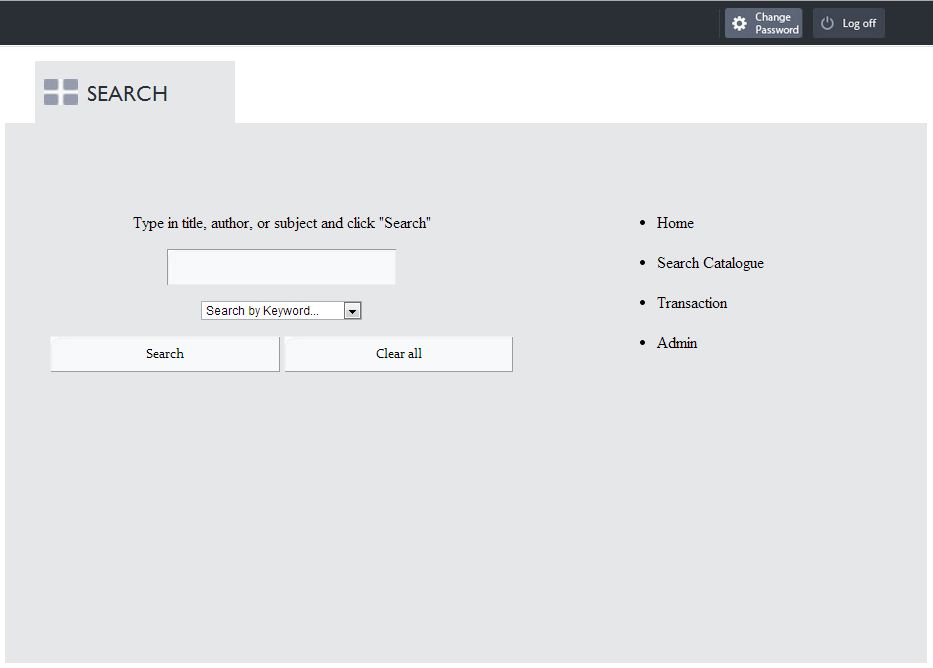 Change
Password
Log off
SEARCH
Type in title, author, or subject and click "Search"
Search by Keyword...
Search
Clear all
Home
Search Catalogue
Transaction
Admin